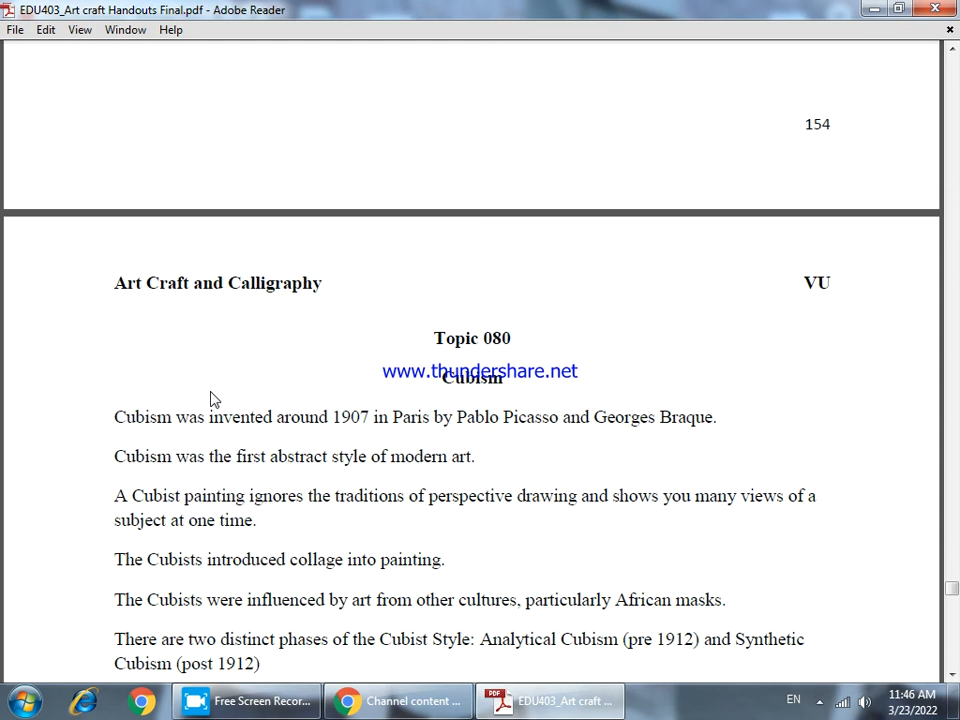 EDU403_Art craft Handouts Final.pdf - Adobe Reader
File Edit View Window Help
154
Art Craft and Calligraphy VU
Topic 080
www.thundershare.net
Cubism
Cubism was invented around 1907 in Paris by Pablo Picasso and Georges Braque.
Cubism was the first abstract style of modern art.
A Cubist painting ignores the traditions of perspective drawing and shows you many views of a
subject at one time.
The Cubists introduced collage into painting.
The Cubists were influenced by art from other cultures, particularly African masks.
There are two distinct phases of the Cubist Style: Analytical Cubism (pre 1912) and Synthetic
Cubism (post 1912)
Free Screen Recor... Channel content ... PDF EDU403_Art craft ... EN 11:46 AM
3/23/2022